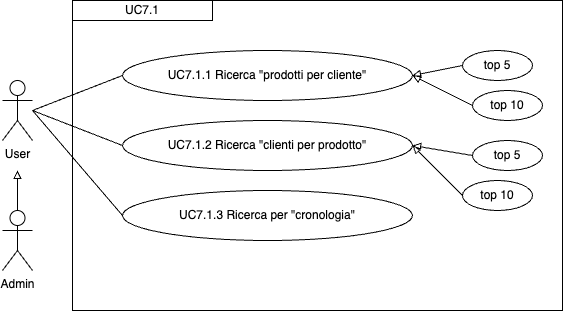 UC7.1
UC7.1.1 Ricerca "prodotti per cliente"
top 5
top 10
UC7.1.2 Ricerca "clienti per prodotto"
top 5
top 10
UC7.1.3 Ricerca per "cronologia"
User
Admin